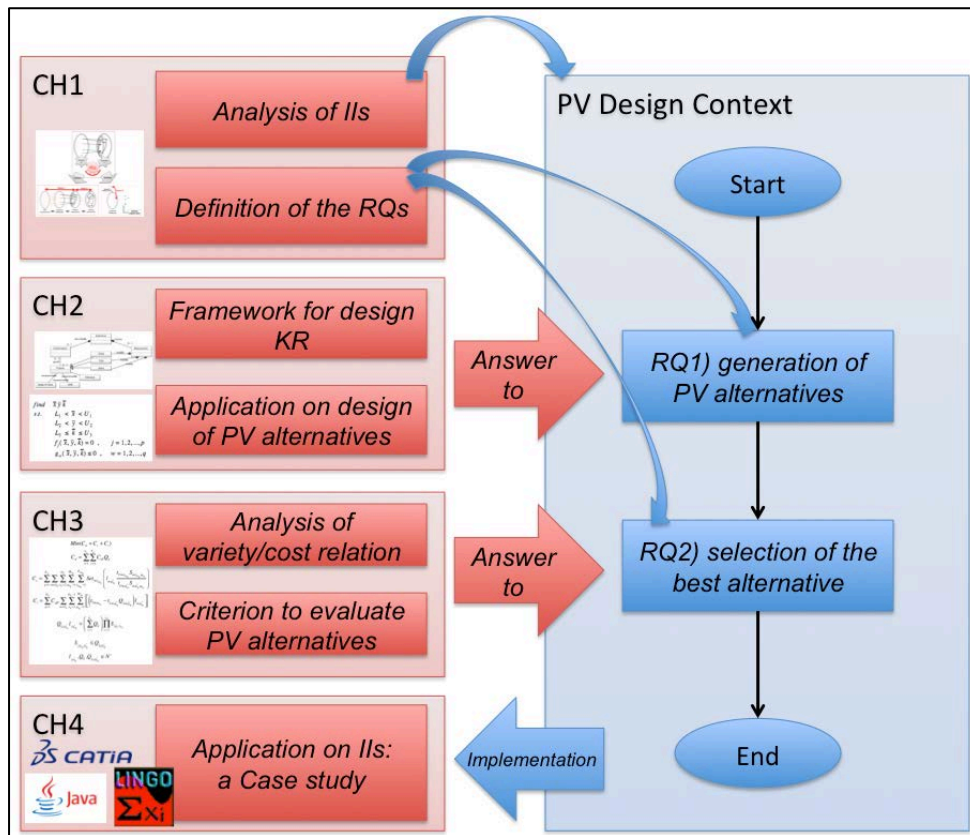 CH1
Analysis of IIs
Definition of the RQs
CH2
Framework for design
KR
Application on design
of PV alternatives
CH3
Analysis of
variety/cost relation
Criterion to evaluate
PV alternatives
CH4
CATIA
Java
LINGO
Σxi
Application on IIs:
a Case study
Answer
to
Answer
to
Implementation
PV Design Context
Start
RQ1) generation of
PV alternatives
RQ2) selection of the
best alternative
End